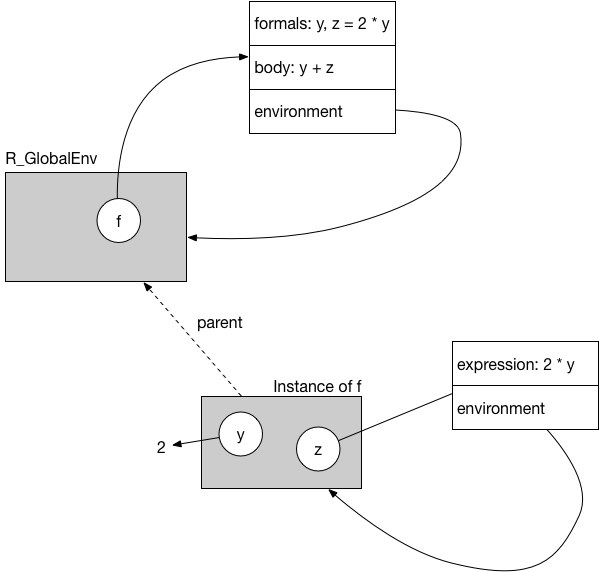 formals: y, z = 2 * y
body: y + z
environment
R_GlobalEnv
f
parent
expression: 2 * y
environment
Instance of f
y
z
2